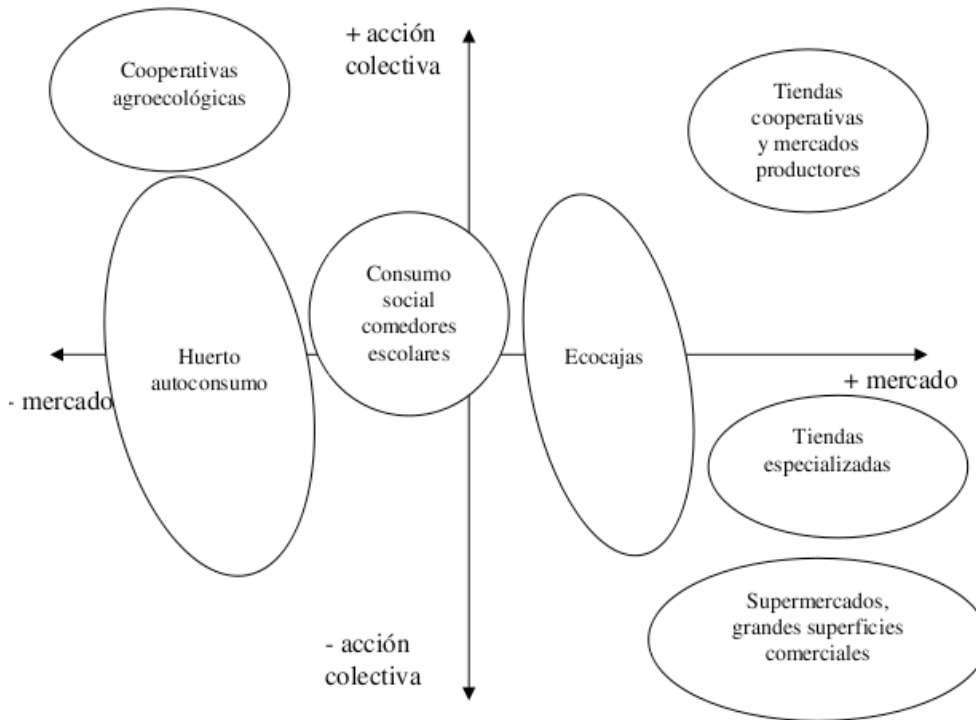 + acción
colectiva
Cooperativas
agroecológicas
Tiendas
cooperativas
y mercados
productores
Consumo
social
comedores
escolares
Huerto
autoconsumo
Ecocajas
- mercado
+ mercado
Tiendas
especializadas
Supermercados,
grandes superficies
comerciales
- acción
colectiva